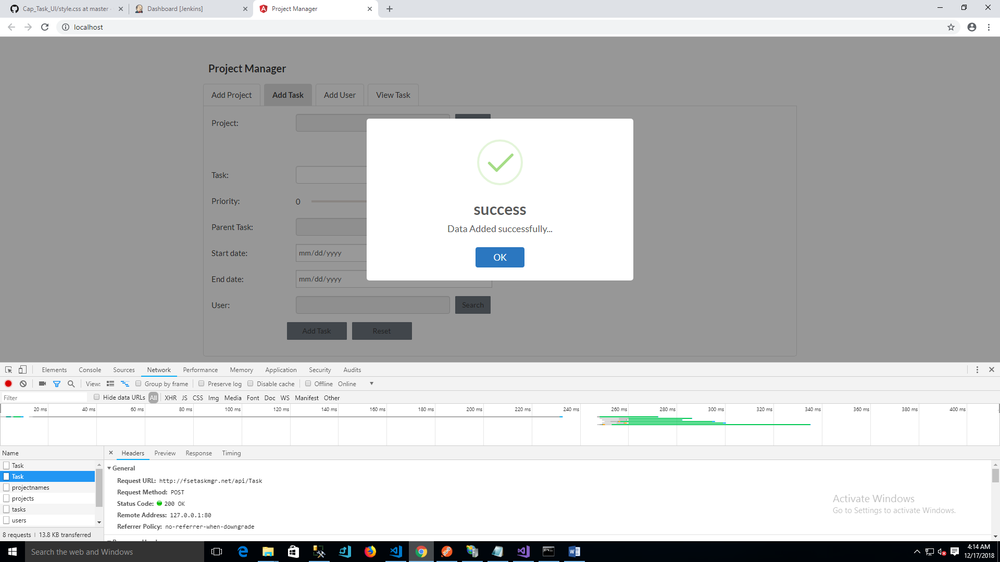 Cap_Task_UI/style.css at master
Dashboard [Jenkins]
Project Manager
localhost
Project Manager
Add Project
Add Task
Add User
View Task
Project:
Task:
Priority:
0
Parent Task:
Start date:
mm/dd/yyyy
End date:
mm/dd/yyyy
User:
Search
Add Task
Reset
success
Data Added successfully...
OK
Elements
Console
Sources
Network
Performance
Memory
Application
Security
Audits
View:
Group by frame
Preserve log
Disable cache
Offline
Online
Filter
Hide data URLs
All
XHR
JS
CSS
Img
Media
Font
Doc
WS
Manifest
Other
20 ms
40 ms
60 ms
80 ms
100 ms
120 ms
140 ms
160 ms
180 ms
200 ms
220 ms
240 ms
260 ms
280 ms
300 ms
320 ms
340 ms
360 ms
380 ms
400 ms
Name
Headers
Preview
Response
Timing
Task
Task
projectnames
projects
tasks
users
8 requests | 13.8 KB transferred
General
Request URL: http://fsetaskmgr.net/api/Task
Request Method: POST
Status Code: 200 OK
Remote Address: 127.0.0.1:80
Referrer Policy: no-referrer-when-downgrade
Activate Windows
Go to Settings to activate Windows.
Search the web and Windows
4:14 AM
12/17/2018